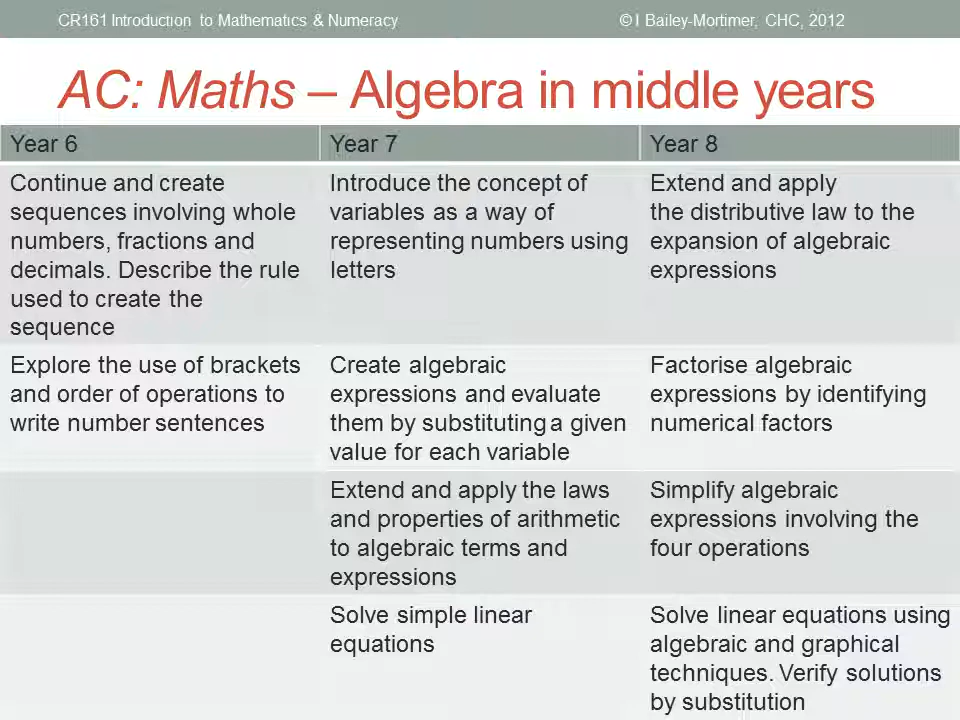 CR161 Introduction to Mathematics & Numeracy © I Bailey-Mortimer, CHC, 2012
AC: Maths – Algebra in middle years
Year 6
Year 7
Year 8
Continue and create
sequences involving whole
numbers, fractions and
decimals. Describe the rule
used to create the
sequence
Introduce the concept of
variables as a way of
representing numbers using
letters
Extend and apply
the distributive law to the
expansion of algebraic
expressions
Explore the use of brackets
and order of operations to
write number sentences
Create algebraic
expressions and evaluate
them by substituting a given
value for each variable
Factorise algebraic
expressions by identifying
numerical factors
Extend and apply the laws
and properties of arithmetic
to algebraic terms and
expressions
Simplify algebraic
expressions involving the
four operations
Solve simple linear
equations
Solve linear equations using
algebraic and graphical
techniques. Verify solutions
by substitution